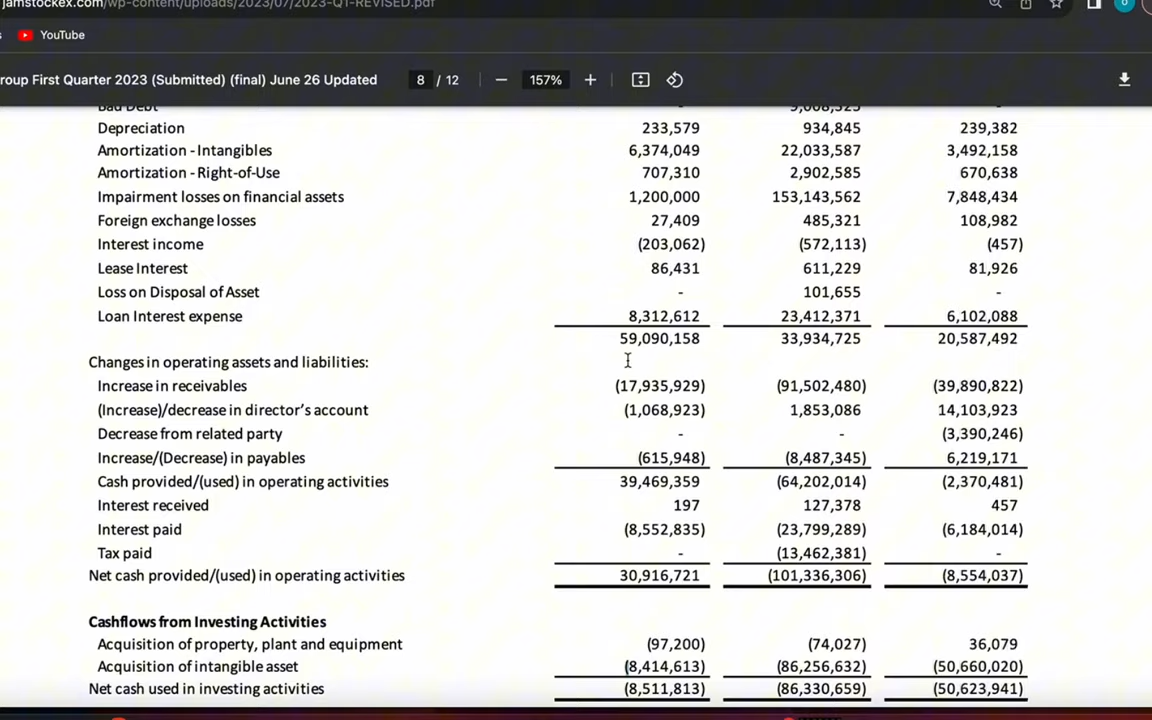 jamstockex.com/wp-content/uploads/2023/07/2023-Q1-REVISED.pdf
YouTube
roup First Quarter 2023 (Submitted) (final) June 26 Updated 8 / 12 157%
Bad Debt - 9,008,325 -
Depreciation 233,579 934,845 239,382
Amortization - Intangibles 6,374,049 22,033,587 3,492,158
Amortization - Right-of-Use 707,310 2,902,585 670,638
Impairment losses on financial assets 1,200,000 153,143,562 7,848,434
Foreign exchange losses 27,409 485,321 108,982
Interest income (203,062) (572,113) (457)
Lease Interest 86,431 611,229 81,926
Loss on Disposal of Asset - 101,655 -
Loan Interest expense 8,312,612 23,412,371 6,102,088
59,090,158 33,934,725 20,587,492
Changes in operating assets and liabilities:
Increase in receivables (17,935,929) (91,502,480) (39,890,822)
(Increase)/decrease in director's account (1,068,923) 1,853,086 14,103,923
Decrease from related party - - (3,390,246)
Increase/(Decrease) in payables (615,948) (8,487,345) 6,219,171
Cash provided/(used) in operating activities 39,469,359 (64,202,014) (2,370,481)
Interest received 197 127,378 457
Interest paid (8,552,835) (23,799,289) (6,184,014)
Tax paid - (13,462,381) -
Net cash provided/(used) in operating activities 30,916,721 (101,336,306) (8,554,037)
Cashflows from Investing Activities
Acquisition of property, plant and equipment (97,200) (74,027) 36,079
Acquisition of intangible asset (8,414,613) (86,256,632) (50,660,020)
Net cash used in investing activities (8,511,813) (86,330,659) (50,623,941)